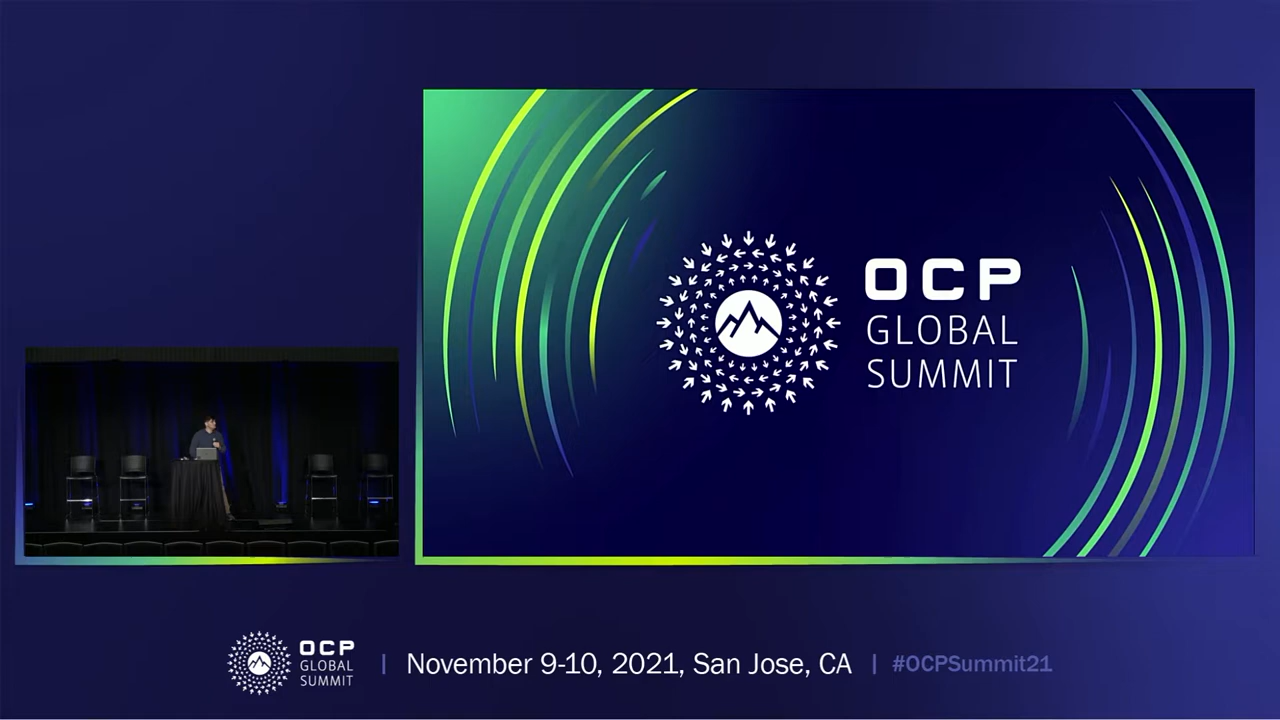 OCP
GLOBAL
SUMMIT
OCP
GLOBAL
SUMMIT
November 9-10, 2021, San Jose, CA
#OCPSummit21